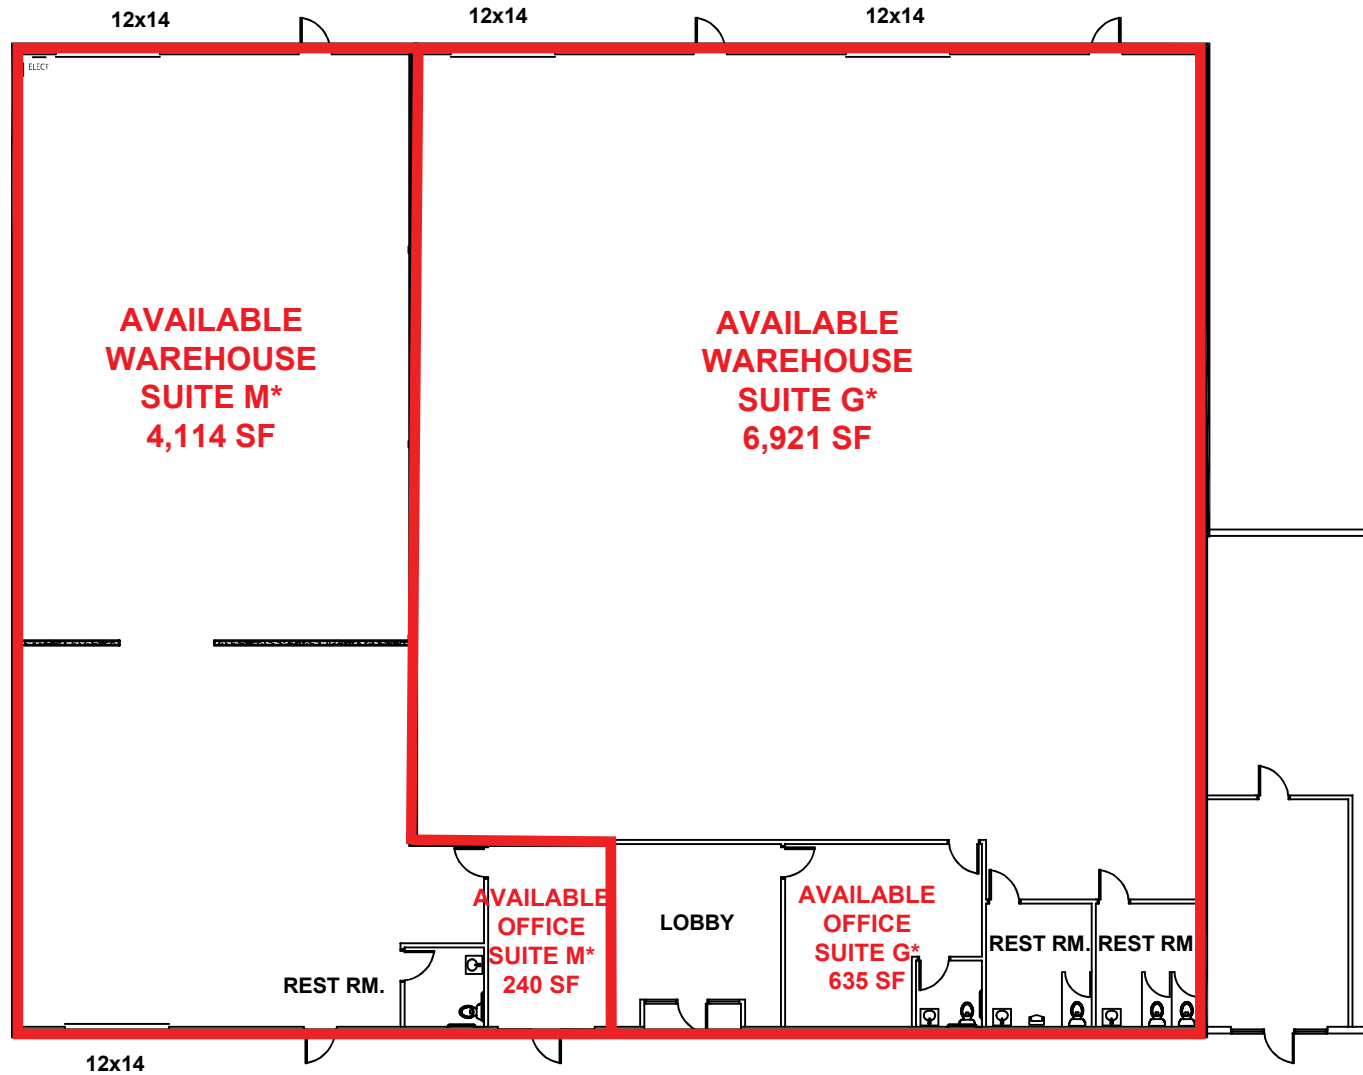 12x14
12x14
12x14
ELECT
AVAILABLE
WAREHOUSE
SUITE M*
4,114 SF
AVAILABLE
WAREHOUSE
SUITE G*
6,921 SF
AVAILABLE
OFFICE
SUITE M*
240 SF
LOBBY
AVAILABLE
OFFICE
SUITE G*
635 SF
REST RM.
REST RM
REST RM.
12x14